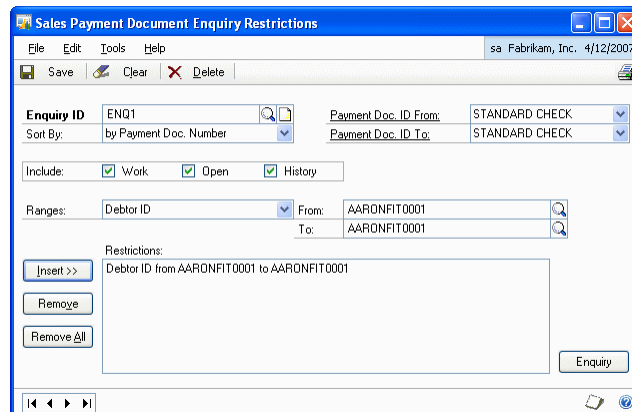 Sales Payment Document Enquiry Restrictions
File Edit Tools Help sa Fabrikam, Inc. 4/12/2007
Save Clear Delete
Enquiry ID ENQ1 Payment Doc. ID From: STANDARD CHECK
Sort By: by Payment Doc. Number Payment Doc. ID To: STANDARD CHECK
Include: Work Open History
Ranges: Debtor ID From: AARONFIT0001
To: AARONFIT0001
Restrictions:
Insert >> Debtor ID from AARONFIT0001 to AARONFIT0001
Remove
Remove All
Enquiry